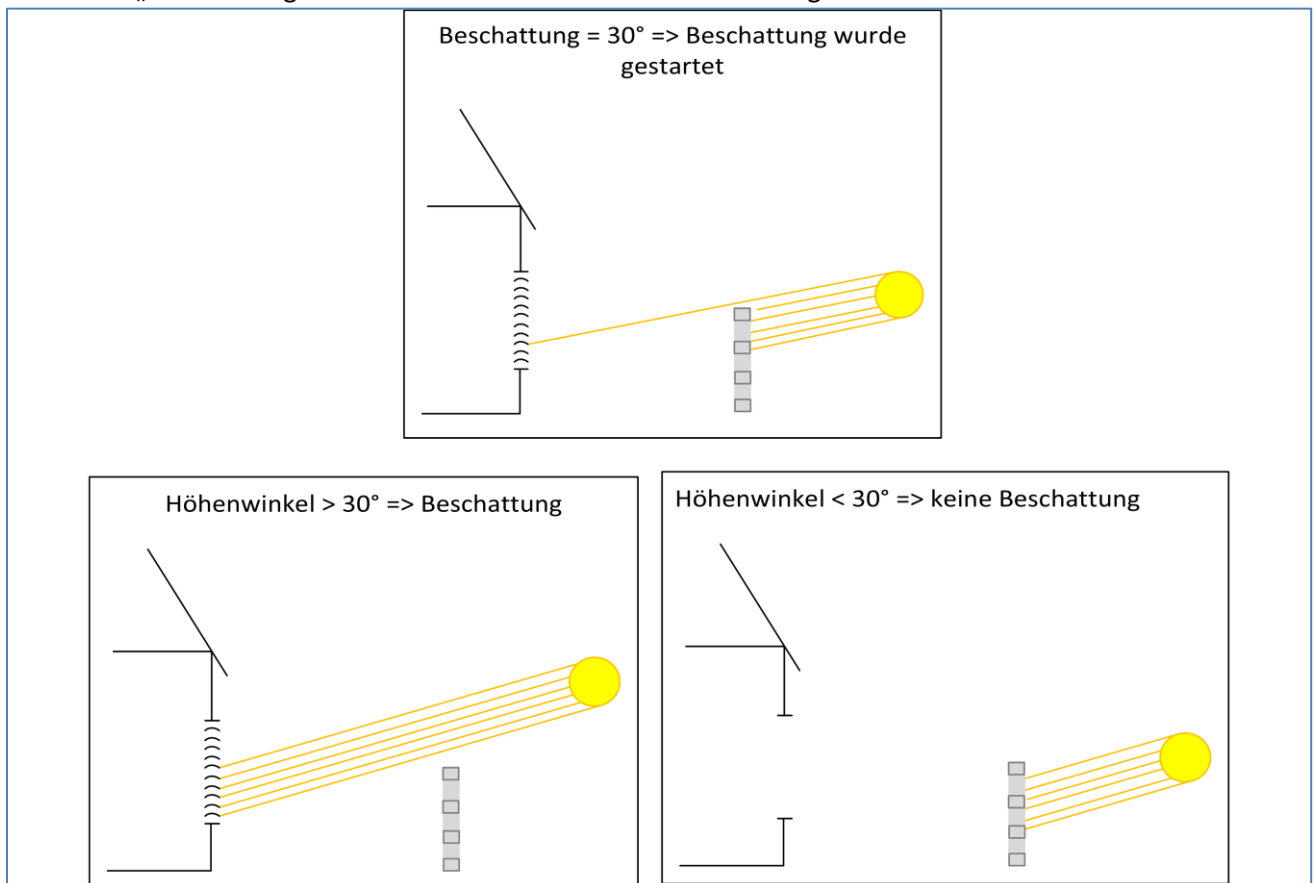 Beschattung = 30° => Beschattung wurde
gestartet
Höhenwinkel > 30° => Beschattung
Höhenwinkel < 30° => keine Beschattung